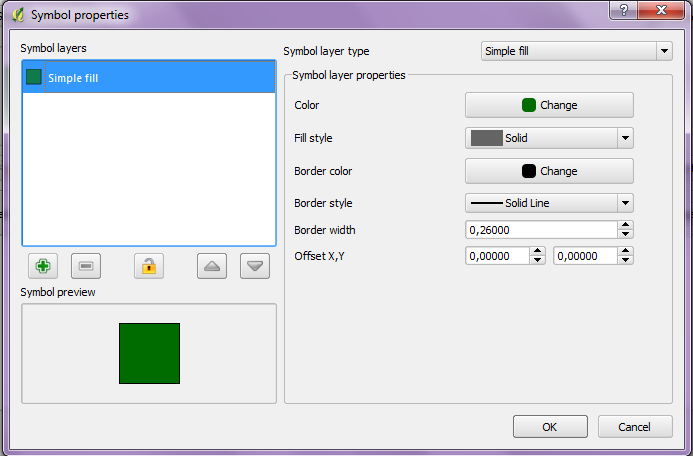 Symbol properties
?
Symbol layers
Simple fill
Symbol preview
Symbol layer type Simple fill
Symbol layer properties
Color Change
Fill style Solid
Border color Change
Border style Solid Line
Border width 0,26000
Offset X,Y 0,00000 0,00000
OK Cancel